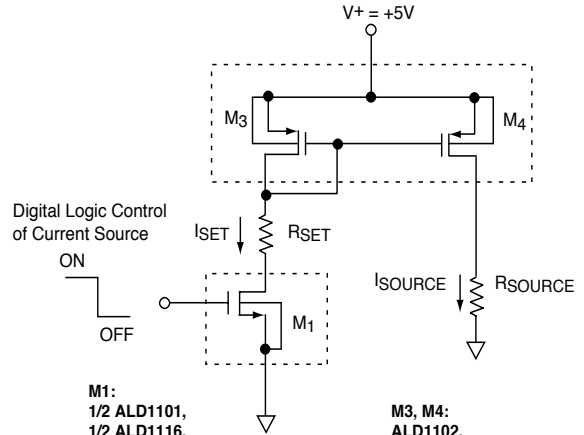 V+ = +5V
M3
M4
Digital Logic Control
of Current Source
ON
OFF
ISET
RSET
ISOURCE
RSOURCE
M1
M1:
1/2 ALD1101,
1/2 ALD1116,
M3, M4:
ALD1102,